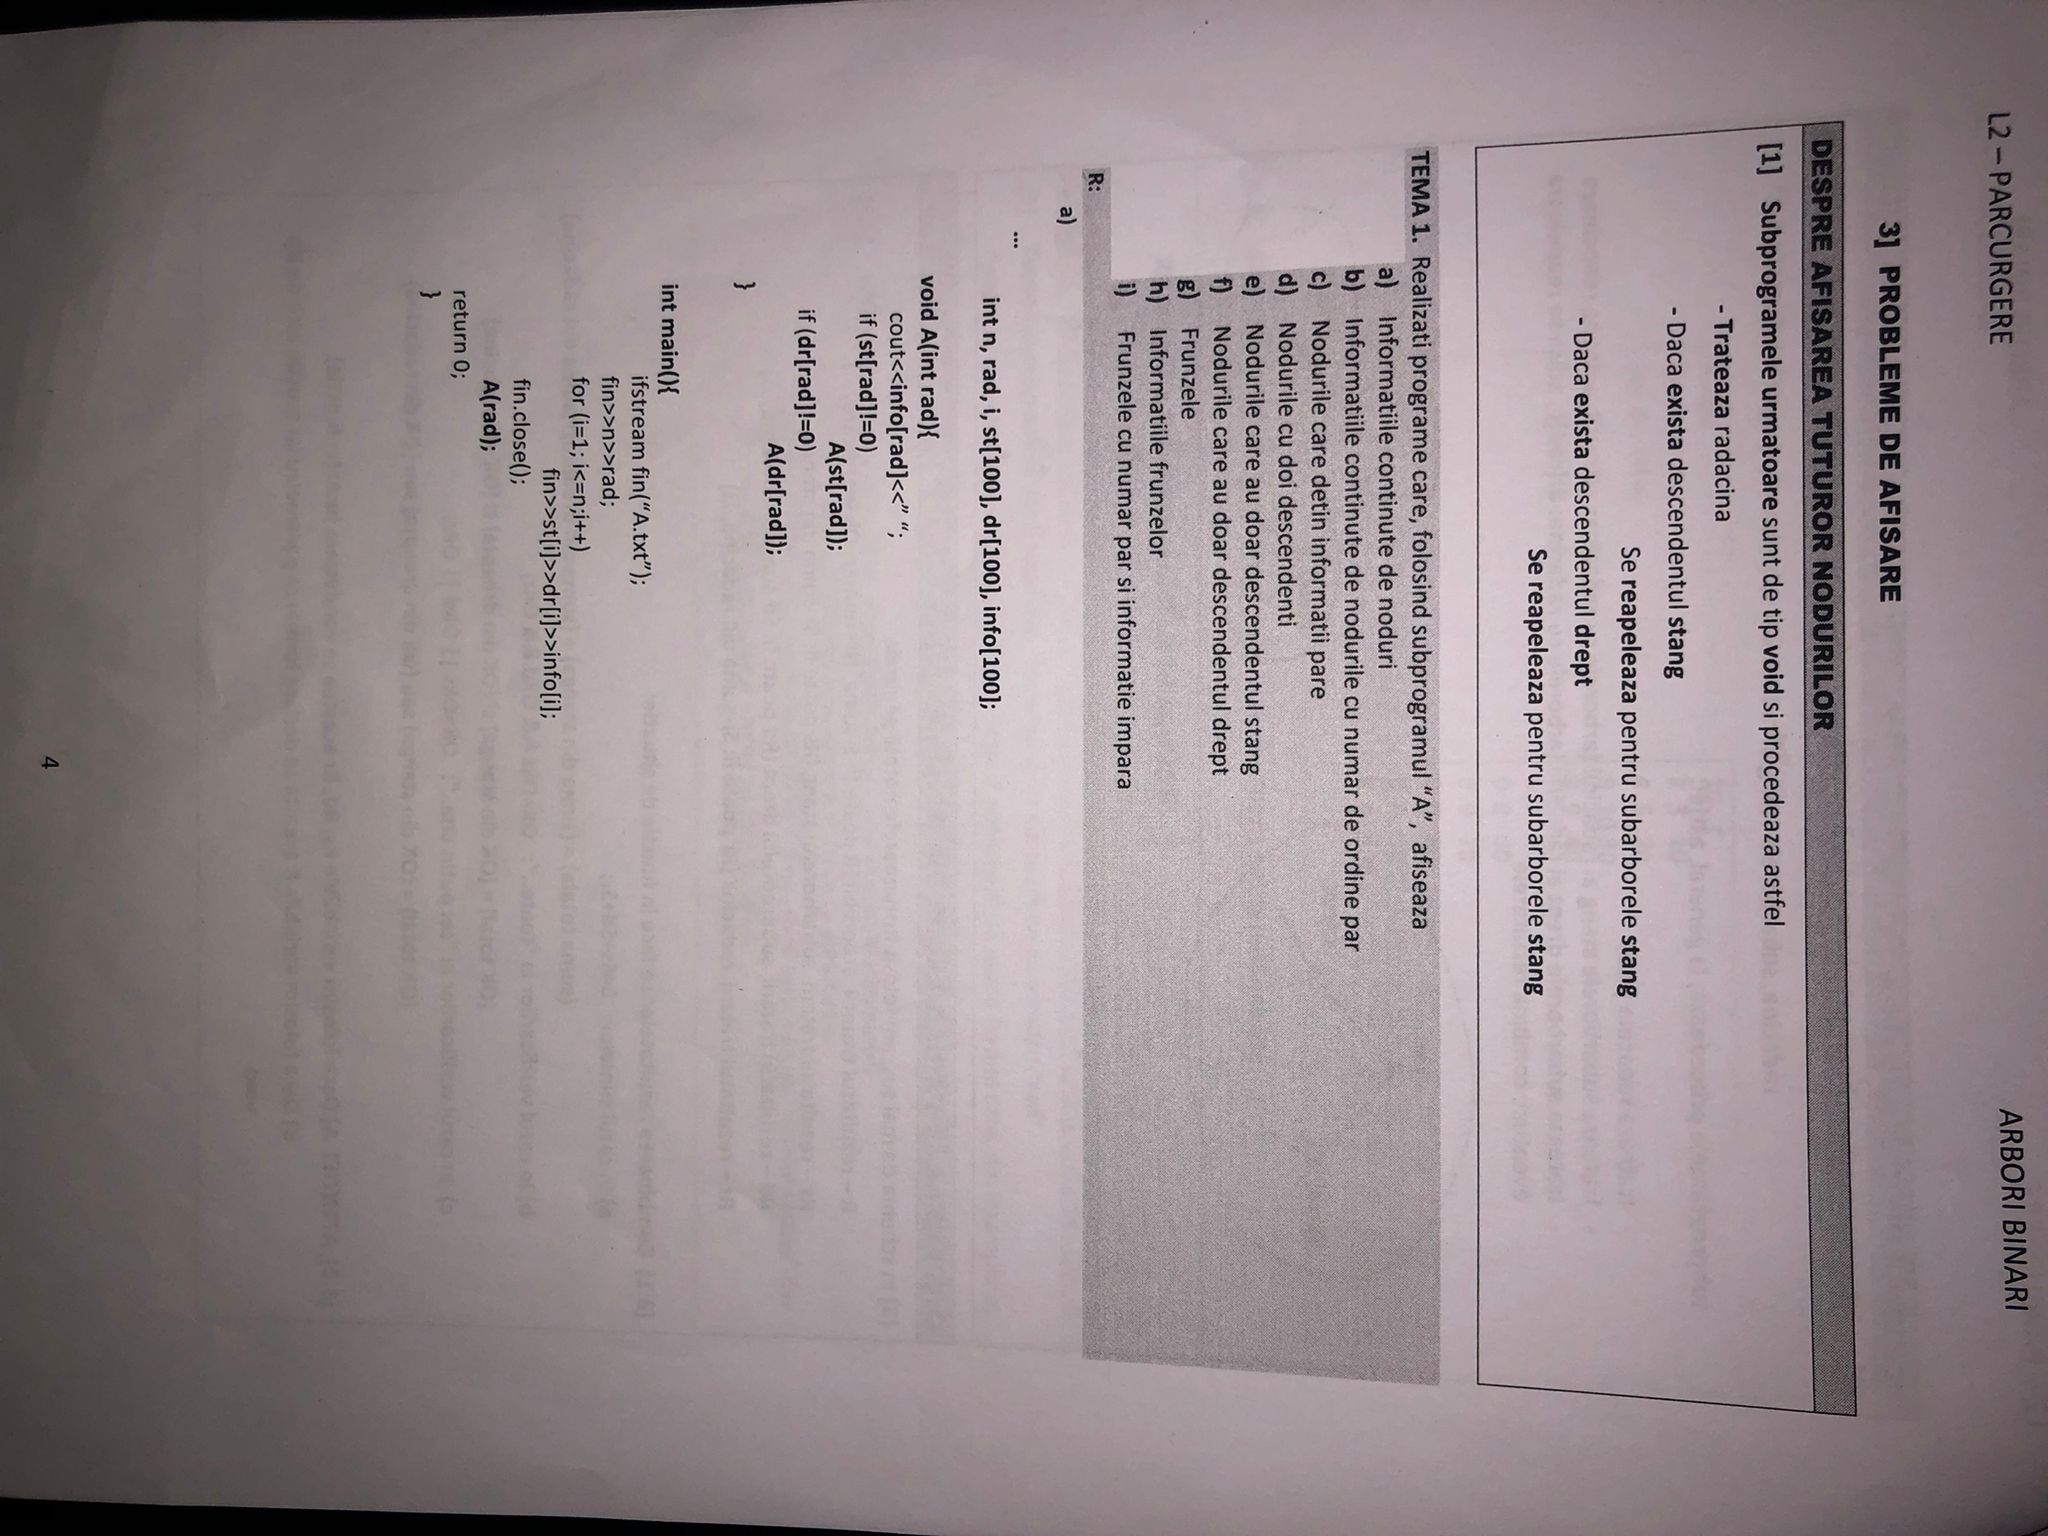 L2 – PARCURGERE
ARBORI BINARI
3] PROBLEME DE AFISARE
DESPRE AFISAREA TUTUROR NODURILOR
[1] Subprogramele urmatoare sunt de tip void si procedeaza astfel
- Trateaza radacina
- Daca exista descendentul stang
Se reapeleaza pentru subarborele stang
- Daca exista descendentul drept
Se reapeleaza pentru subarborele stang
TEMA 1. Realizati programe care, folosind subprogramul “A”, afiseaza
a) Informatiile continute de noduri
b) Informatiile continute de nodurile cu numar de ordine par
c) Nodurile care detin informatii pare
d) Nodurile cu doi descendenti
e) Nodurile care au doar descendentul stang
f) Nodurile care au doar descendentul drept
g) Frunzele
h) Informatiile frunzelor
i) Frunzele cu numar par si informatie impara
R:
a)
...
int n, rad, i, st[100], dr[100], info[100];
void A(int rad){
cout<<info[rad]<<” “;
if (st[rad]!=0)
A(st[rad]);
if (dr[rad]!=0)
A(dr[rad]);
}
int main(){
ifstream fin(“A.txt”);
fin>>n>>rad;
for (i=1; i<=n;i++)
fin>>st[i]>>dr[i]>>info[i];
fin.close();
A(rad);
return 0;
}
4